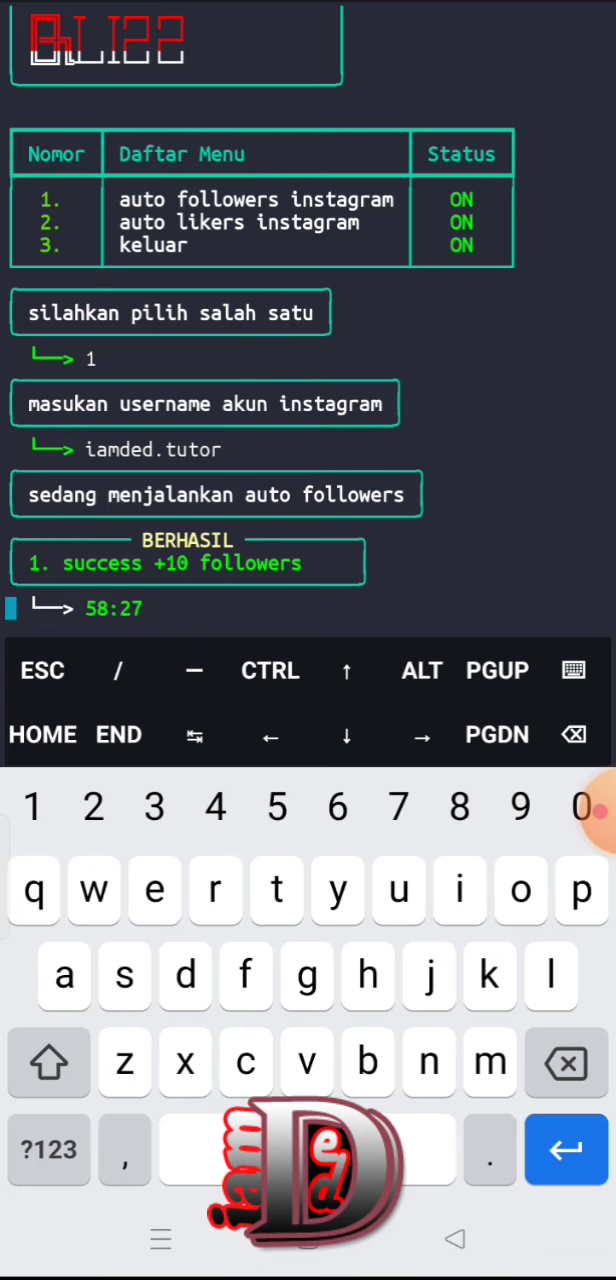 BLIZZ
Nomor Daftar Menu Status
1. auto followers instagram ON
2. auto likers instagram ON
3. keluar ON
silahkan pilih salah satu
└──> 1
masukan username akun instagram
└──> iamded.tutor
sedang menjalankan auto followers
BERHASIL
1. success +10 followers
└──> 58:27
ESC / — CTRL ↑ ALT PGUP
HOME END ↹ ← ↓ → PGDN
1 2 3 4 5 6 7 8 9 0
q w e r t y u i o p
a s d f g h j k l
z x c v b n m
?123 , .
iam D ed